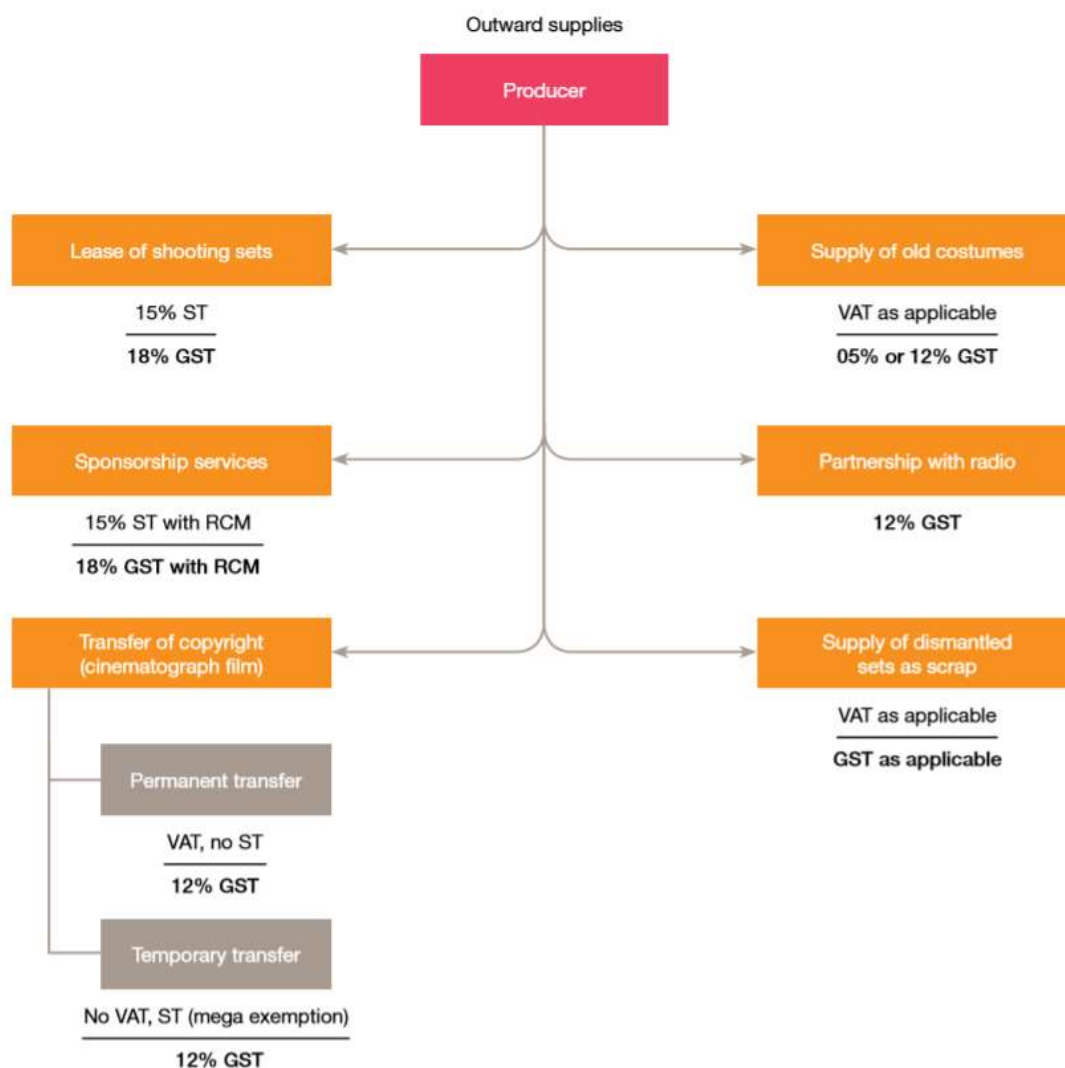 Outward supplies
Producer
Lease of shooting sets
15% ST
18% GST
Supply of old costumes
VAT as applicable
05% or 12% GST
Sponsorship services
15% ST with RCM
18% GST with RCM
Partnership with radio
12% GST
Transfer of copyright
(cinematograph film)
Supply of dismantled
sets as scrap
VAT as applicable
GST as applicable
Permanent transfer
VAT, no ST
12% GST
Temporary transfer
No VAT, ST (mega exemption)
12% GST